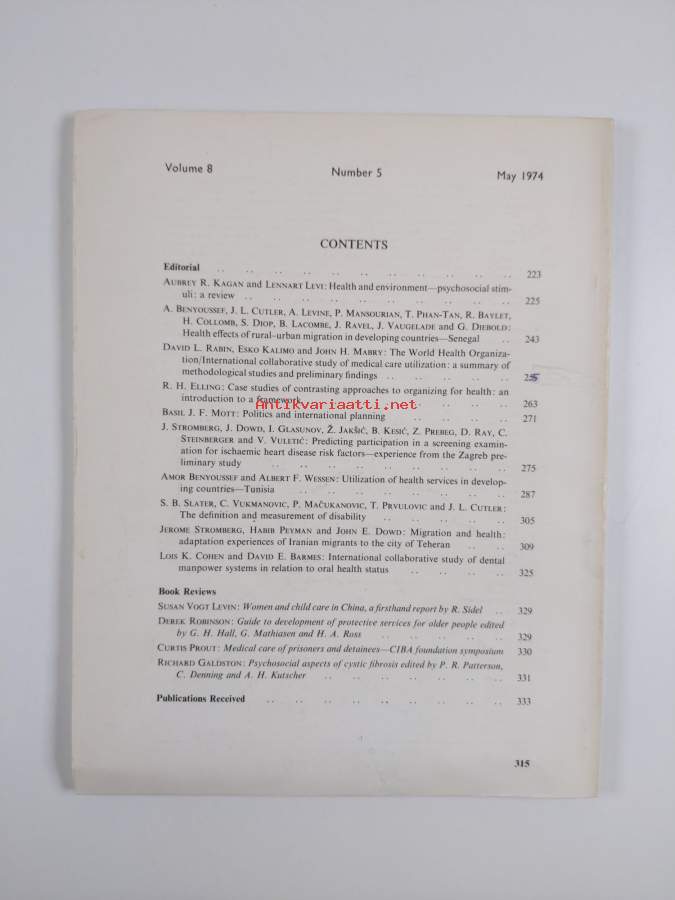 Volume 8 Number 5 May 1974
CONTENTS
Editorial .. .. .. .. .. .. .. .. .. .. .. 223
AUBREY R. KAGAN and LENNART LEVI: Health and environment—psychosocial stim-
uli: a review .. .. .. .. .. .. .. .. .. .. 225
A. BENYOUSSEF, J. L. CUTLER, A. LEVINE, P. MANSOURIAN, T. PHAN-TAN, R. BAYLET,
H. COLLOMB, S. DIOP, B. LACOMBE, J. RAVEL, J. VAUGELADE and G. DIEBOLD:
Health effects of rural–urban migration in developing countries—Senegal .. 243
DAVID L. RABIN, ESKO KALIMO and JOHN H. MABRY: The World Health Organiza-
tion/International collaborative study of medical care utilization: a summary of
methodological studies and preliminary findings .. .. .. .. ..
R. H. ELLING: Case studies of contrasting approaches to organizing for health: an
introduction to a framework .. .. .. .. .. .. .. 263
Antikvariaatti.net
BASIL J. F. MOTT: Politics and international planning .. .. .. .. 271
J. STROMBERG, J. DOWD, I. GLASUNOV, Ž. JAKŠIĆ, B. KESIĆ, Z. PREBEG, D. RAY, C.
STEINBERGER and V. VULETIĆ: Predicting participation in a screening examin-
ation for ischaemic heart disease risk factors—experience from the Zagreb pre-
liminary study .. .. .. .. .. .. .. .. .. 275
AMOR BENYOUSSEF and ALBERT F. WESSEN: Utilization of health services in develop-
ing countries—Tunisia .. .. .. .. .. .. .. .. 287
S. B. SLATER, C. VUKMANOVIC, P. MAČUKANOVIC, T. PRVULOVIC and J. L. CUTLER:
The definition and measurement of disability .. .. .. .. .. 305
JEROME STROMBERG, HABIB PEYMAN and JOHN E. DOWD: Migration and health:
adaptation experiences of Iranian migrants to the city of Teheran .. .. 309
LOIS K. COHEN and DAVID E. BARMES: International collaborative study of dental
manpower systems in relation to oral health status .. .. .. .. 325
Book Reviews
SUSAN VOGT LEVIN: Women and child care in China, a firsthand report by R. Sidel .. 329
DEREK ROBINSON: Guide to development of protective services for older people edited
by G. H. Hall, G. Mathiasen and H. A. Ross .. .. .. .. .. 329
CURTIS PROUT: Medical care of prisoners and detainees—CIBA foundation symposium 330
RICHARD GALDSTON: Psychosocial aspects of cystic fibrosis edited by P. R. Patterson,
C. Denning and A. H. Kutscher .. .. .. .. .. .. .. 331
Publications Received .. .. .. .. .. .. .. .. .. 333
315